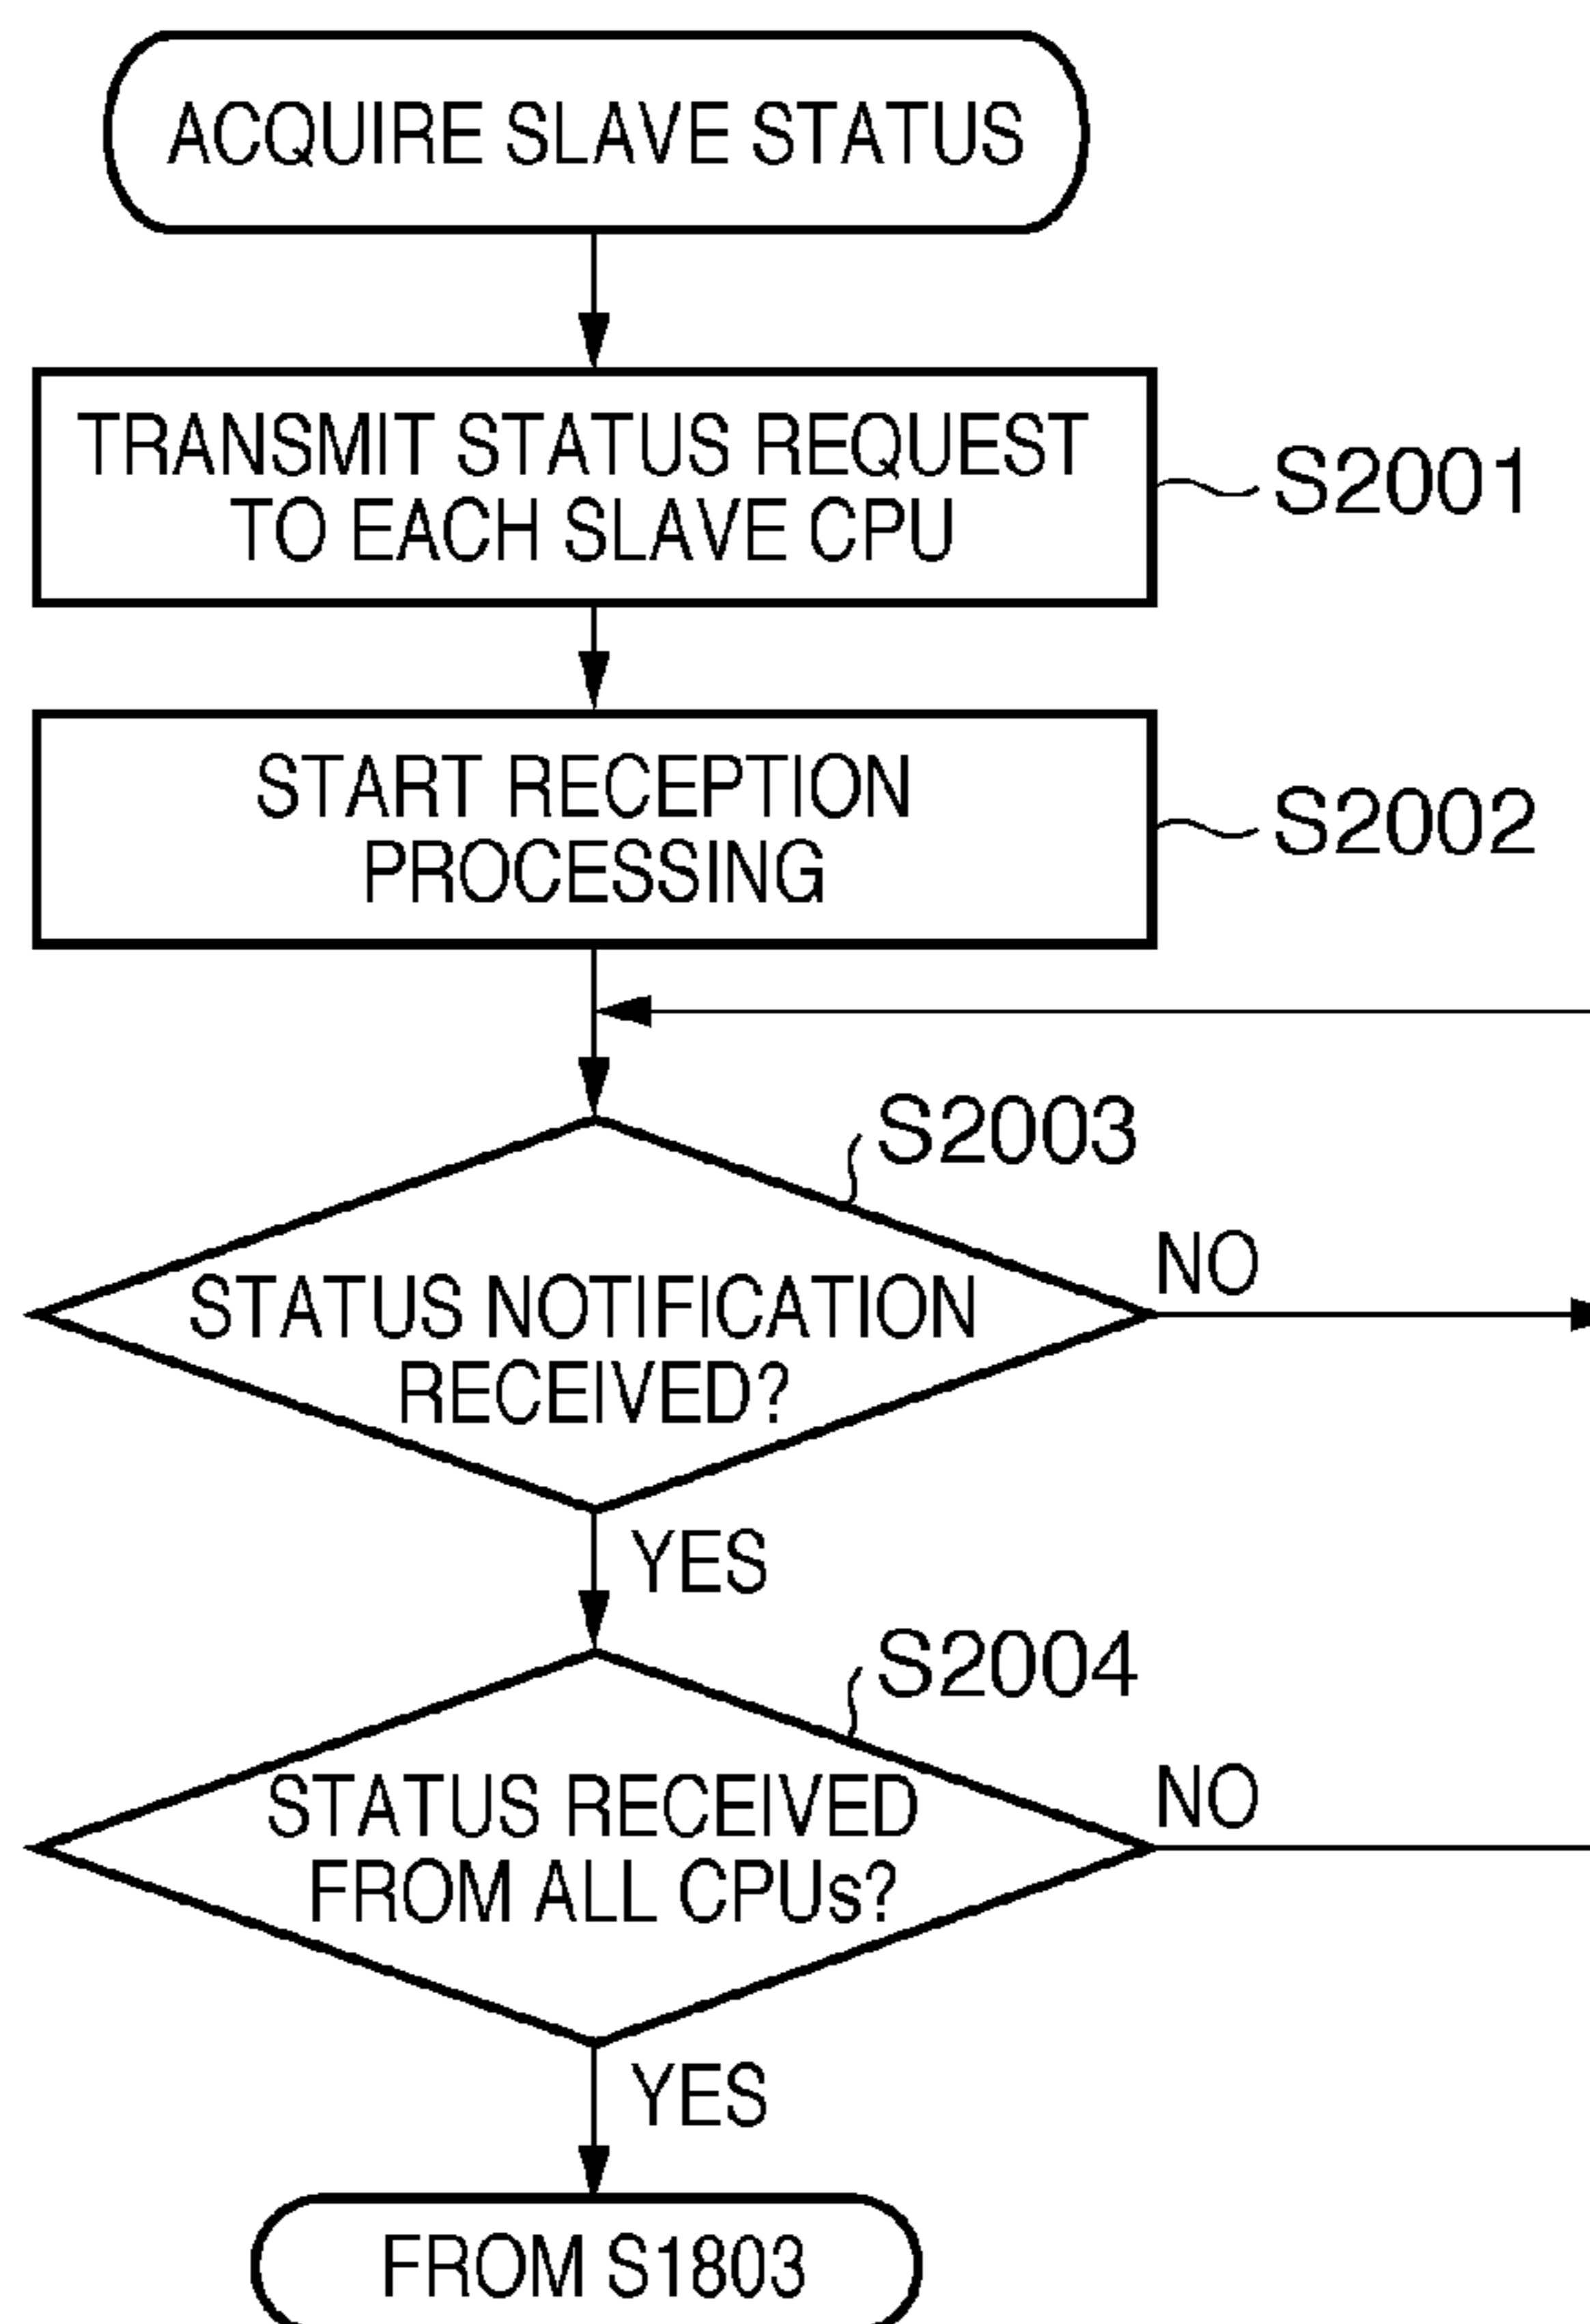 ACQUIRE SLAVE STATUS
TRANSMIT STATUS REQUEST
TO EACH SLAVE CPU
S2001
START RECEPTION
PROCESSING
S2002
S2003
STATUS NOTIFICATION
RECEIVED?
NO
YES
S2004
STATUS RECEIVED
FROM ALL CPUs?
NO
YES
FROM S1803